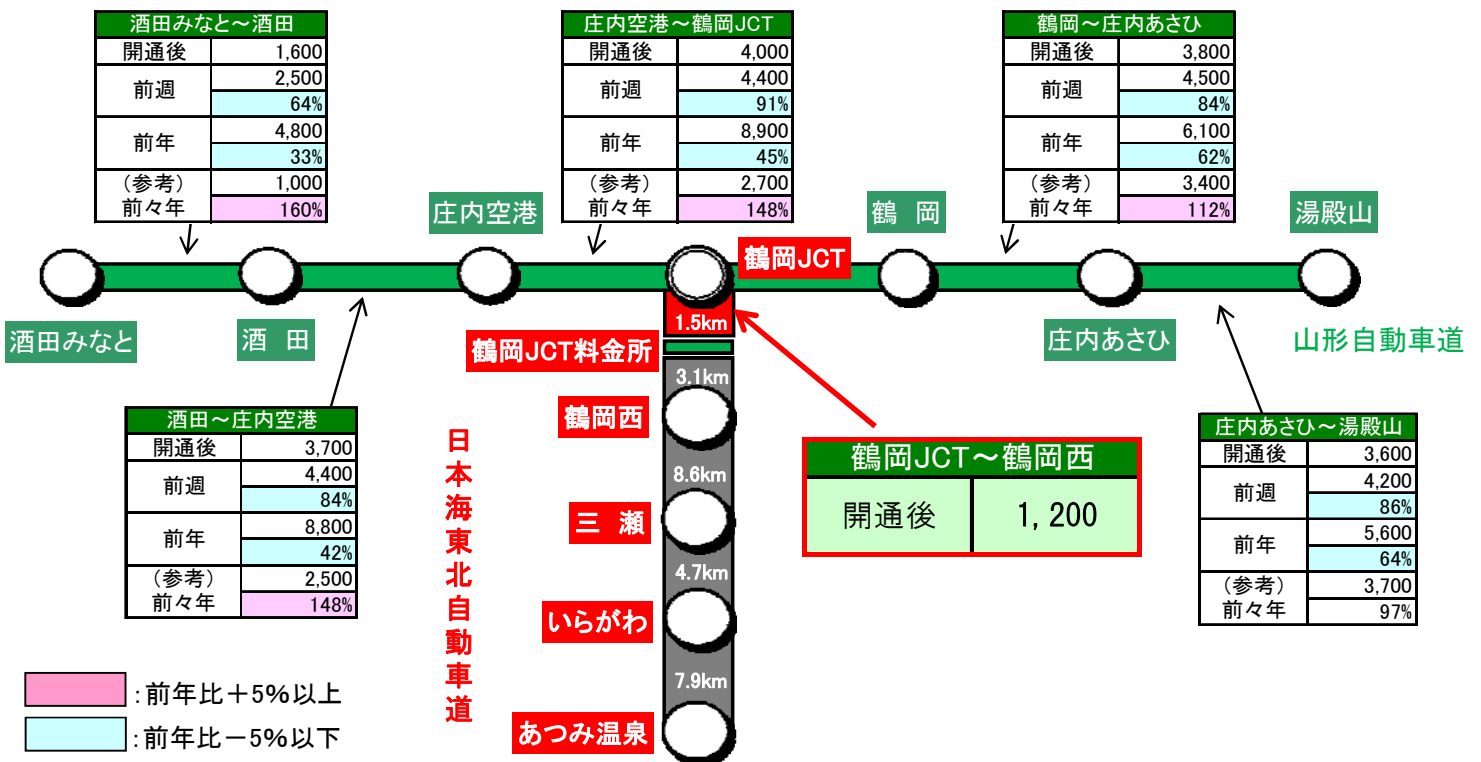 酒田みなと～酒田
開通後 1,600
前週 2,500
64%
前年 4,800
33%
(参考) 1,000
前々年 160%
庄内空港～鶴岡JCT
開通後 4,000
前週 4,400
91%
前年 8,900
45%
(参考) 2,700
前々年 148%
鶴岡～庄内あさひ
開通後 3,800
前週 4,500
84%
前年 6,100
62%
(参考) 3,400
前々年 112%
庄内空港
鶴 岡
湯殿山
鶴岡JCT
酒田みなと
酒 田
庄内あさひ
山形自動車道
1.5km
鶴岡JCT料金所
3.1km
鶴岡西
8.6km
三 瀬
4.7km
いらがわ
7.9km
あつみ温泉
日本海東北自動車道
酒田～庄内空港
開通後 3,700
前週 4,400
84%
前年 8,800
42%
(参考) 2,500
前々年 148%
鶴岡JCT～鶴岡西
開通後 1,200
庄内あさひ～湯殿山
開通後 3,600
前週 4,200
86%
前年 5,600
64%
(参考) 3,700
前々年 97%
:前年比＋5%以上
:前年比－5%以下